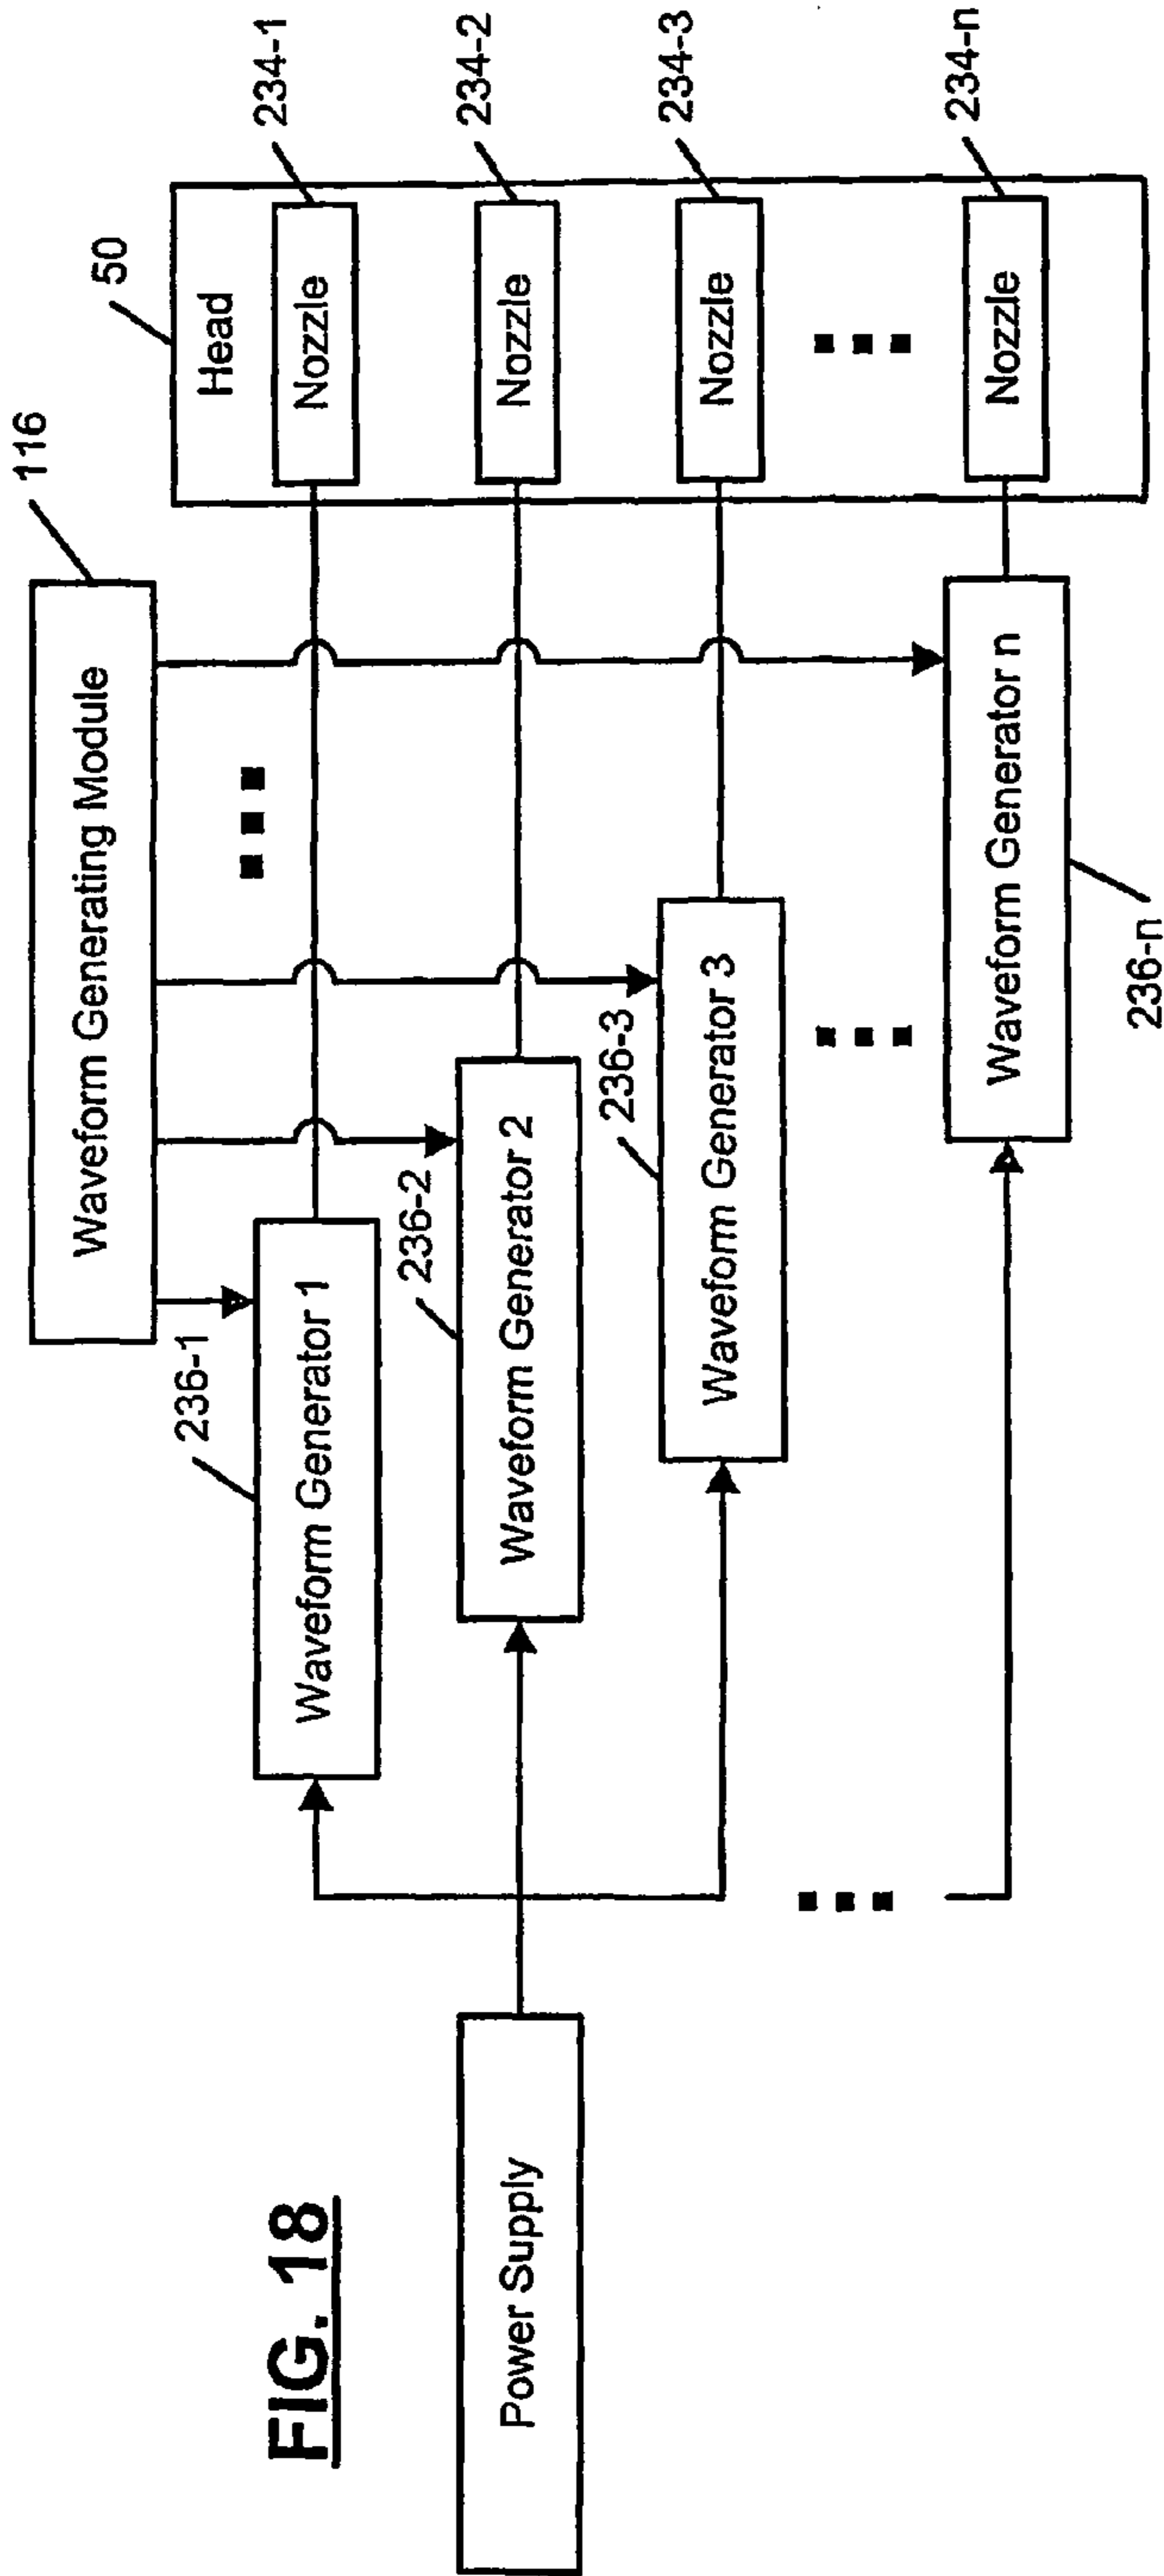 FIG. 18
116
Waveform Generating Module
50
Head
236-1
Waveform Generator 1
Nozzle
234-1
236-2
Waveform Generator 2
Nozzle
234-2
Power Supply
236-3
Waveform Generator 3
Nozzle
234-3
Waveform Generator n
236-n
Nozzle
234-n